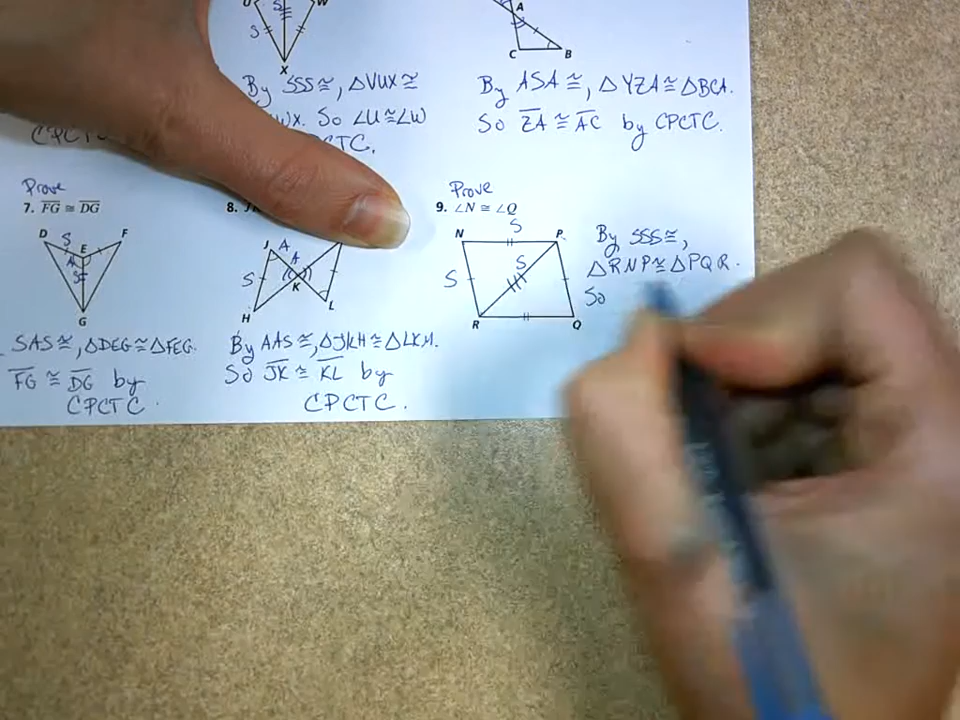 U S W
S
X
A
C B
By SSS≅, △VUX≅
WX. So ∠U≅∠W
CPCTC.
By ASA≅, △YZA≅△BCA.
So ZA≅AC by CPCTC.
Prove
7. FG ≅ DG
D S E F
A
S
G
SAS≅, △DEG≅△FEG.
FG ≅ DG by
CPCTC.
8.
J A
A
S
K
H L
By AAS≅, △JKH≅△LKM.
So JK ≅ KL by
CPCTC.
Prove
9. ∠N ≅ ∠Q
S
N P
S S
R Q
By SSS≅,
△RNP≅△PQR.
So